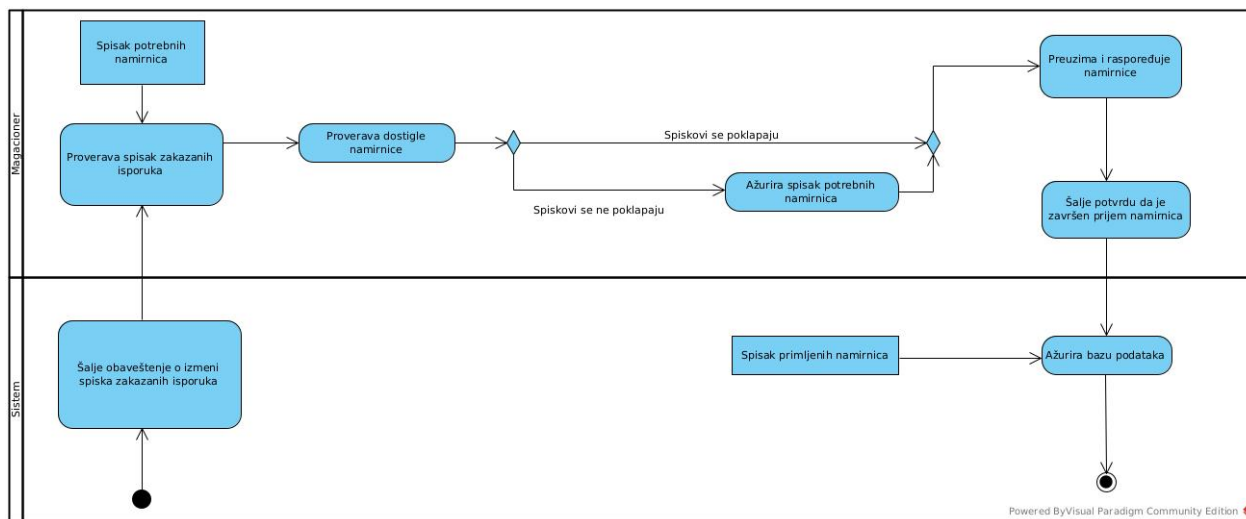 Magacioner
Spisak potrebnih
namirnica
Proverava spisak zakazanih
isporuka
Proverava dostigle
namirnice
Spiskovi se poklapaju
Spiskovi se ne poklapaju
Ažurira spisak potrebnih
namirnica
Preuzima i raspoređuje
namirnice
Šalje potvrdu da je
završen prijem namirnica
Sistem
Šalje obaveštenje o izmeni
spiska zakazanih isporuka
Spisak primljenih namirnica
Ažurira bazu podataka
Powered ByVisual Paradigm Community Edition